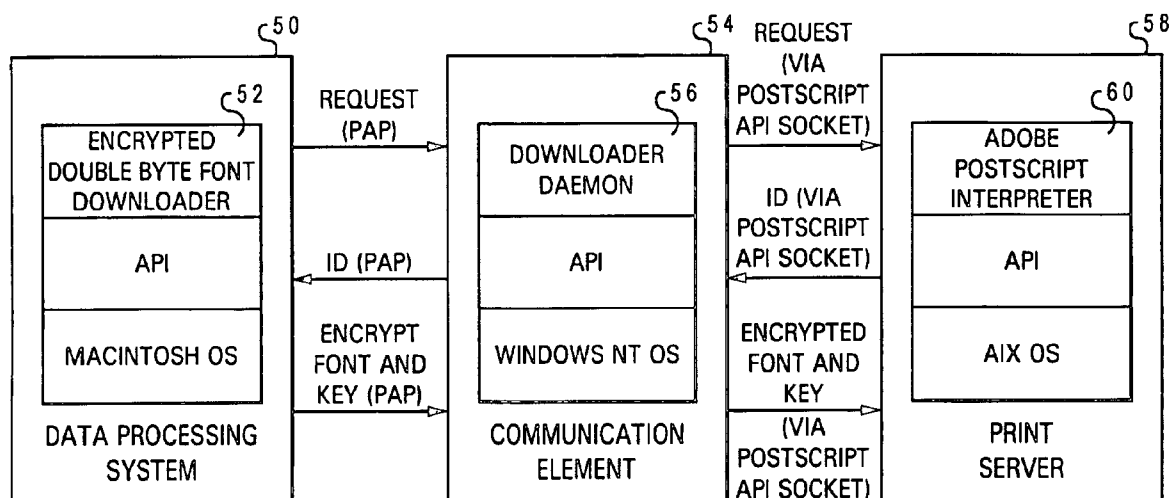 50
52
ENCRYPTED
DOUBLE BYTE FONT
DOWNLOADER
API
MACINTOSH OS
DATA PROCESSING
SYSTEM
REQUEST
(PAP)
ID (PAP)
ENCRYPT
FONT AND
KEY (PAP)
54
56
DOWNLOADER
DAEMON
API
WINDOWS NT OS
COMMUNICATION
ELEMENT
REQUEST
(VIA
POSTSCRIPT
API SOCKET)
ID (VIA
POSTSCRIPT
API SOCKET)
ENCRYPTED
FONT AND
KEY
(VIA
POSTSCRIPT
API SOCKET)
58
60
ADOBE
POSTSCRIPT
INTERPRETER
API
AIX OS
PRINT
SERVER